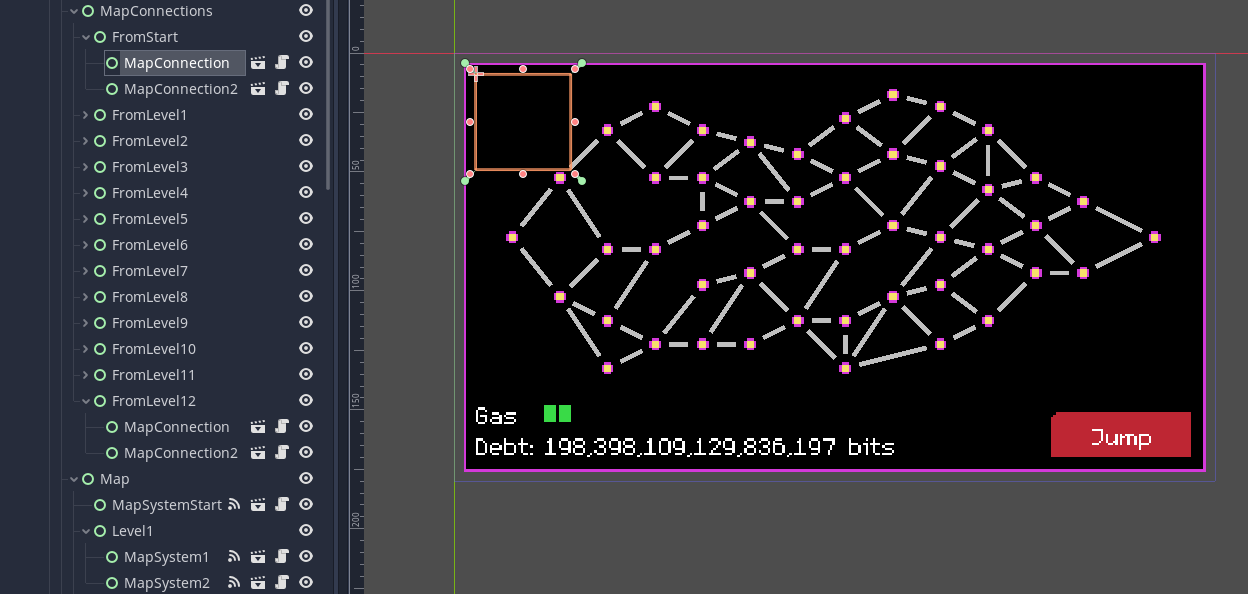 MapConnections
FromStart
MapConnection
MapConnection2
FromLevel1
FromLevel2
FromLevel3
FromLevel4
FromLevel5
FromLevel6
FromLevel7
FromLevel8
FromLevel9
FromLevel10
FromLevel11
FromLevel12
MapConnection
MapConnection2
Map
MapSystemStart
Level1
MapSystem1
MapSystem2
0
50
100
150
200
Gas
Debt: 198,398,109,129,836,197 bits
Jump